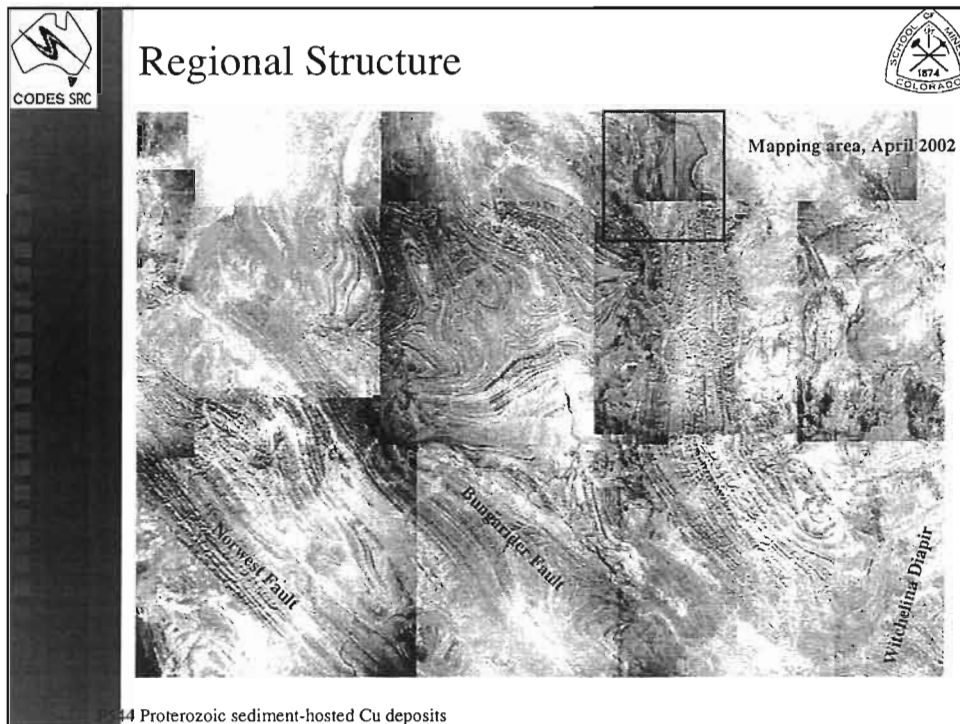 CODES SRC
Regional Structure
SCHOOL OF MINES
1874
COLORADO
Mapping area, April 2002
Norwest Fault
Bungarider Fault
Witchelina Diapir
P544 Proterozoic sediment-hosted Cu deposits